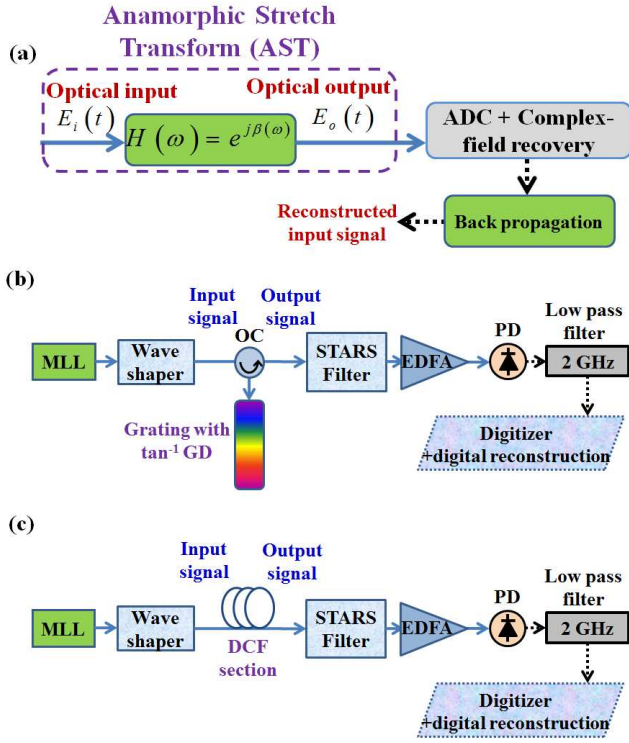 Anamorphic Stretch
Transform (AST)
(a)
Optical input
Optical output
E_i (t)
H (ω) = e^{jβ(ω)}
E_o (t)
ADC + Complex-
field recovery
Reconstructed
input signal
Back propagation
(b)
Input
signal
Output
signal
OC
MLL
Wave
shaper
STARS
Filter
EDFA
PD
Low pass
filter
2 GHz
Grating with
tan⁻¹ GD
Digitizer
+digital reconstruction
(c)
Input
signal
Output
signal
MLL
Wave
shaper
DCF
section
STARS
Filter
EDFA
PD
Low pass
filter
2 GHz
Digitizer
+digital reconstruction